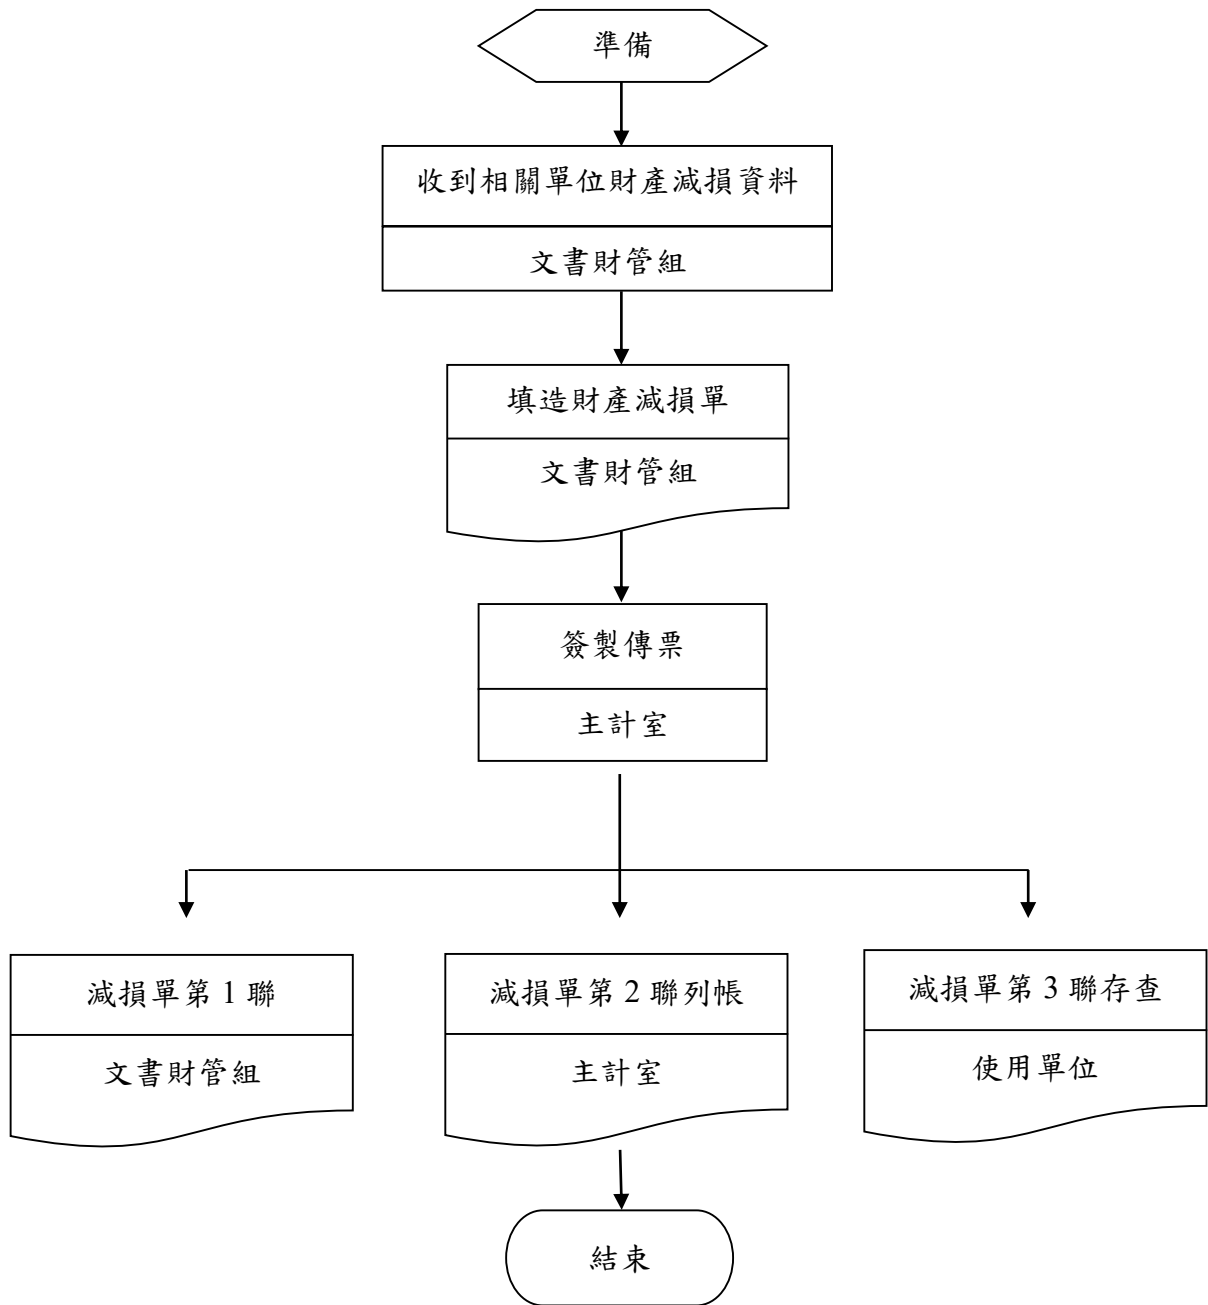 準備
收到相關單位財產減損資料
文書財管組
填造財產減損單
文書財管組
簽製傳票
主計室
減損單第 1 聯
文書財管組
減損單第 2 聯列帳
主計室
減損單第 3 聯存查
使用單位
結束